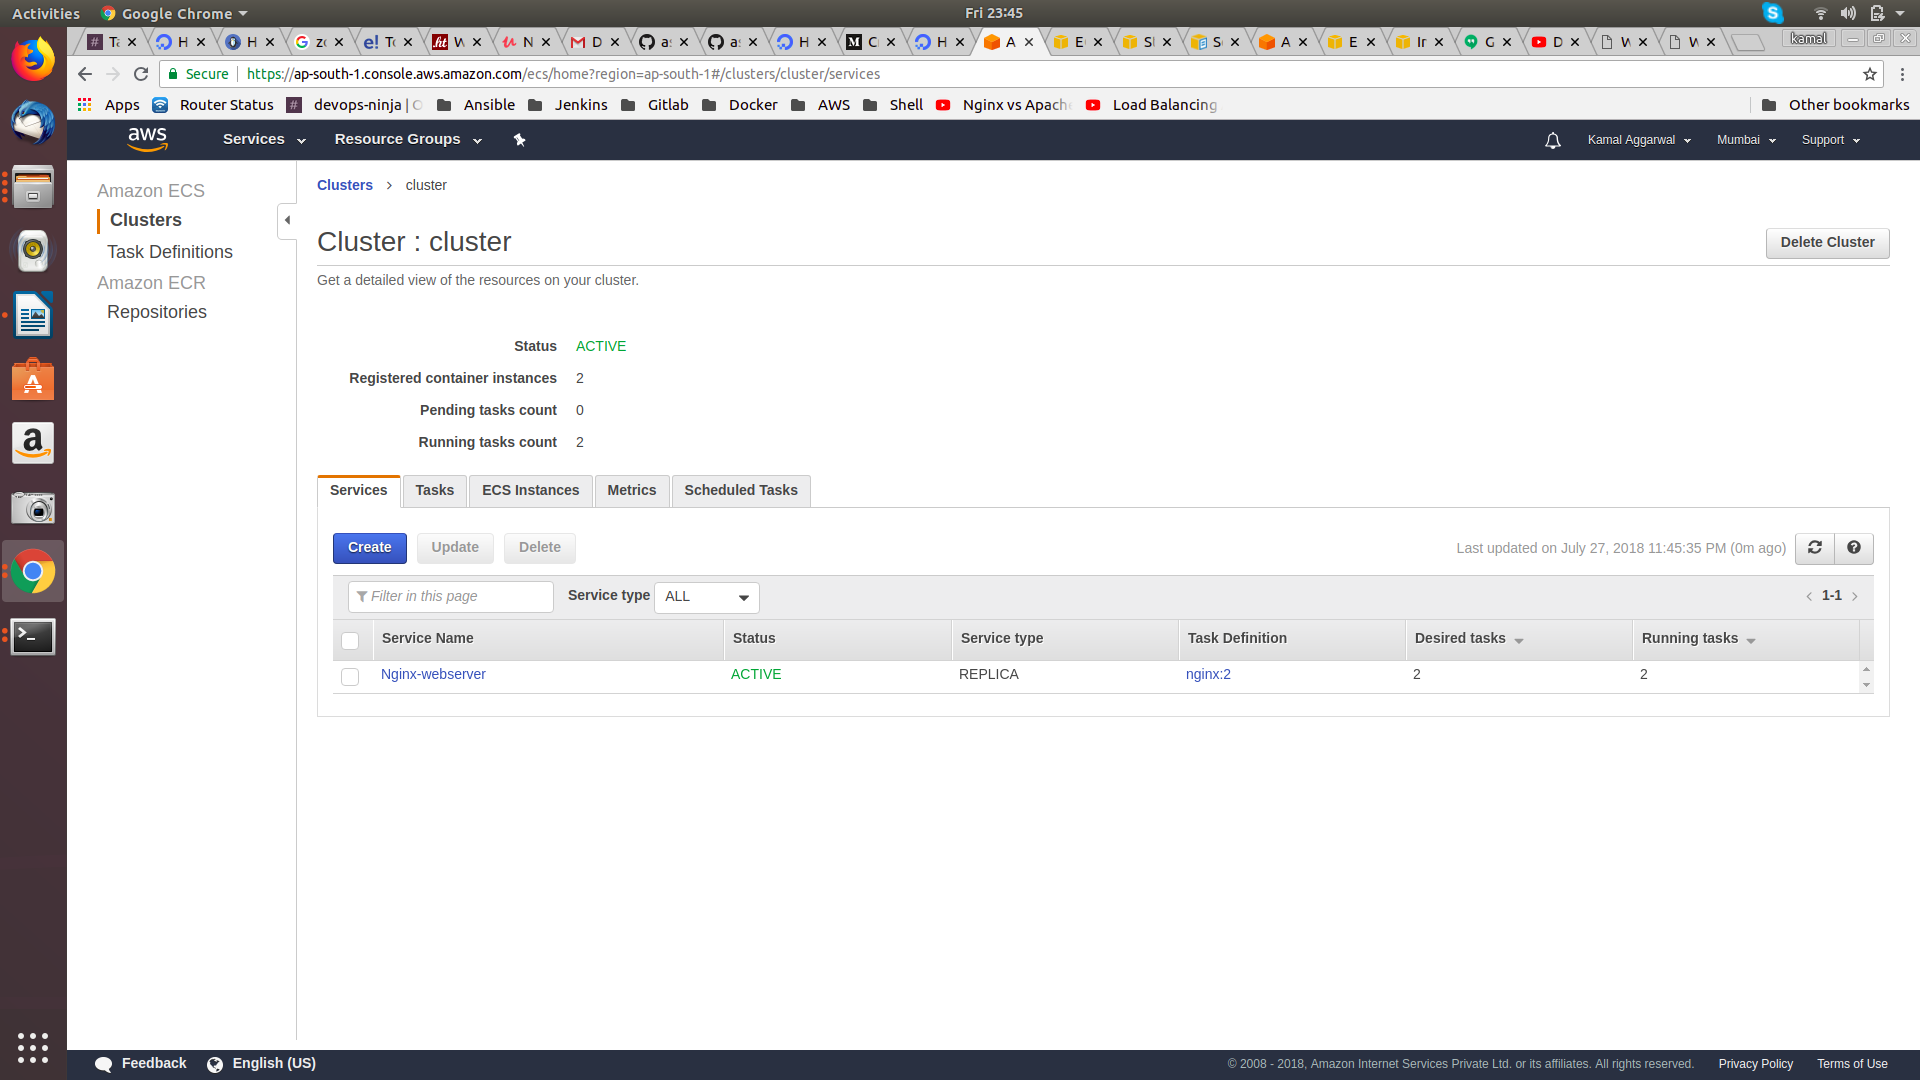 Activities Google Chrome Fri 23:45
kamal
Secure https://ap-south-1.console.aws.amazon.com/ecs/home?region=ap-south-1#/clusters/cluster/services
Apps Router Status devops-ninja | Ansible Jenkins Gitlab Docker AWS Shell Nginx vs Apach Load Balancing Other bookmarks
aws Services Resource Groups Kamal Aggarwal Mumbai Support
Amazon ECS
Clusters
Task Definitions
Amazon ECR
Repositories
Clusters > cluster
Cluster : cluster
Delete Cluster
Get a detailed view of the resources on your cluster.
Status ACTIVE
Registered container instances 2
Pending tasks count 0
Running tasks count 2
Services Tasks ECS Instances Metrics Scheduled Tasks
Create Update Delete Last updated on July 27, 2018 11:45:35 PM (0m ago)
Filter in this page Service type ALL < 1-1 >
Service Name Status Service type Task Definition Desired tasks Running tasks
Nginx-webserver ACTIVE REPLICA nginx:2 2 2
Feedback English (US) © 2008 - 2018, Amazon Internet Services Private Ltd. or its affiliates. All rights reserved. Privacy Policy Terms of Use